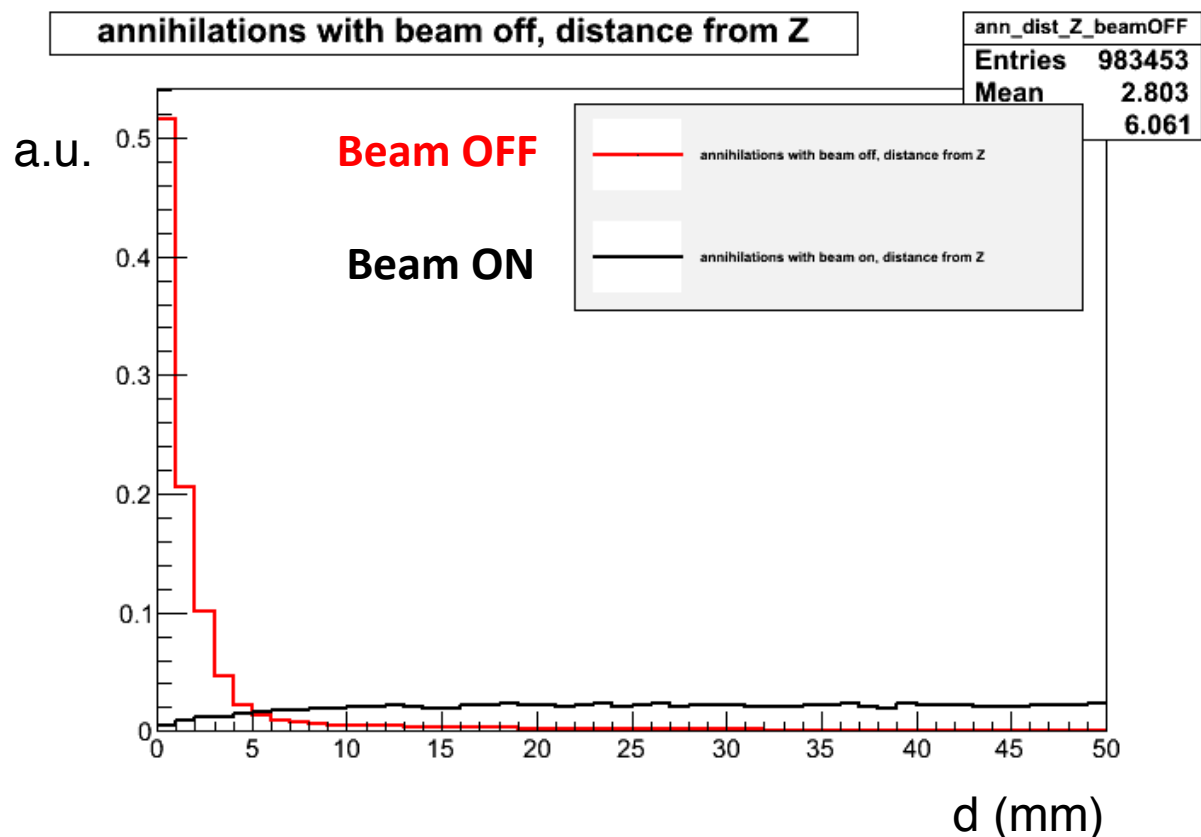 annihilations with beam off, distance from Z
ann_dist_Z_beamOFF
Entries 983453
Mean 2.803
6.061
a.u.
Beam OFF
annihilations with beam off, distance from Z
Beam ON
annihilations with beam on, distance from Z
0.5
0.4
0.3
0.2
0.1
0
0 5 10 15 20 25 30 35 40 45 50
d (mm)